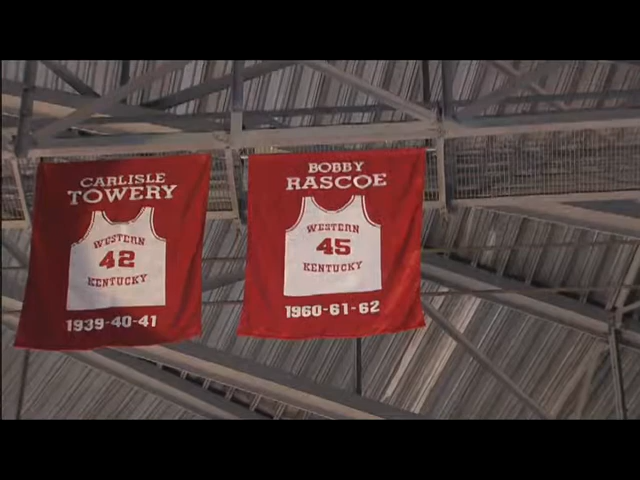 CARLISLE
TOWERY
WESTERN
42
KENTUCKY
1939-40-41
BOBBY
RASCOE
WESTERN
45
KENTUCKY
1960-61-62